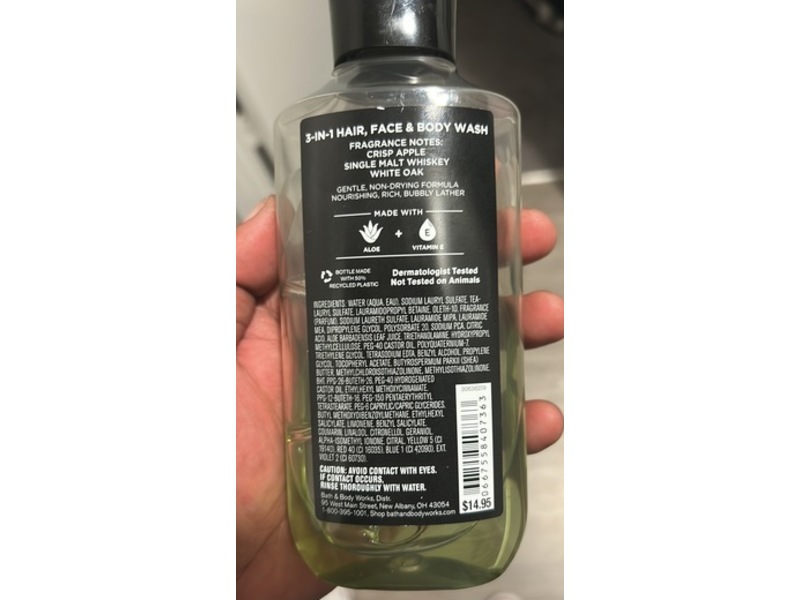 3-IN-1 HAIR, FACE & BODY WASH
FRAGRANCE NOTES:
CRISP APPLE
SINGLE MALT WHISKEY
WHITE OAK
GENTLE, NON-DRYING FORMULA
NOURISHING, RICH, BUBBLY LATHER
MADE WITH
ALOE + E VITAMIN E
BOTTLE MADE
WITH 50%
RECYCLED PLASTIC
Dermatologist Tested
Not Tested on Animals
INGREDIENTS: WATER (AQUA, EAU), SODIUM LAURYL SULFATE, TEA-
LAURYL SULFATE, LAURAMIDOPROPYL BETAINE, OLETH-10, FRAGRANCE
(PARFUM), SODIUM LAURETH SULFATE, LAURAMIDE MIPA, LAURAMIDE
MEA, DIPROPYLENE GLYCOL, POLYSORBATE 20, SODIUM PCA, CITRIC
ACID, ALOE BARBADENSIS LEAF JUICE, TRIETHANOLAMINE, HYDROXYPROPYL
METHYLCELLULOSE, PEG-40 CASTOR OIL, POLYQUATERNIUM-7,
TRIETHYLENE GLYCOL, TETRASODIUM EDTA, BENZYL ALCOHOL, PROPYLENE
GLYCOL, TOCOPHERYL ACETATE, BUTYROSPERMUM PARKII (SHEA)
BUTTER, METHYLCHLOROISOTHIAZOLINONE, METHYLISOTHIAZOLINONE,
BHT, PPG-26-BUTETH-26, PEG-40 HYDROGENATED
CASTOR OIL, ETHYLHEXYL METHOXYCINNAMATE,
PPG-12-BUTETH-16, PEG-150 PENTAERYTHRITYL
TETRASTEARATE, PEG-6 CAPRYLIC/CAPRIC GLYCERIDES,
BUTYL METHOXYDIBENZOYLMETHANE, ETHYLHEXYL
SALICYLATE, LIMONENE, BENZYL SALICYLATE,
COUMARIN, LINALOOL, CITRONELLOL, GERANIOL,
ALPHA-ISOMETHYL IONONE, CITRAL, YELLOW 5 (CI
19140), RED 40 (CI 16035), BLUE 1 (CI 42090), EXT.
VIOLET 2 (CI 60730).
CAUTION: AVOID CONTACT WITH EYES.
IF CONTACT OCCURS,
RINSE THOROUGHLY WITH WATER.
Bath & Body Works, Distr.
95 West Main Street, New Albany, OH 43054
1-800-395-1001, Shop bathandbodyworks.com
0667558407363
$14.95